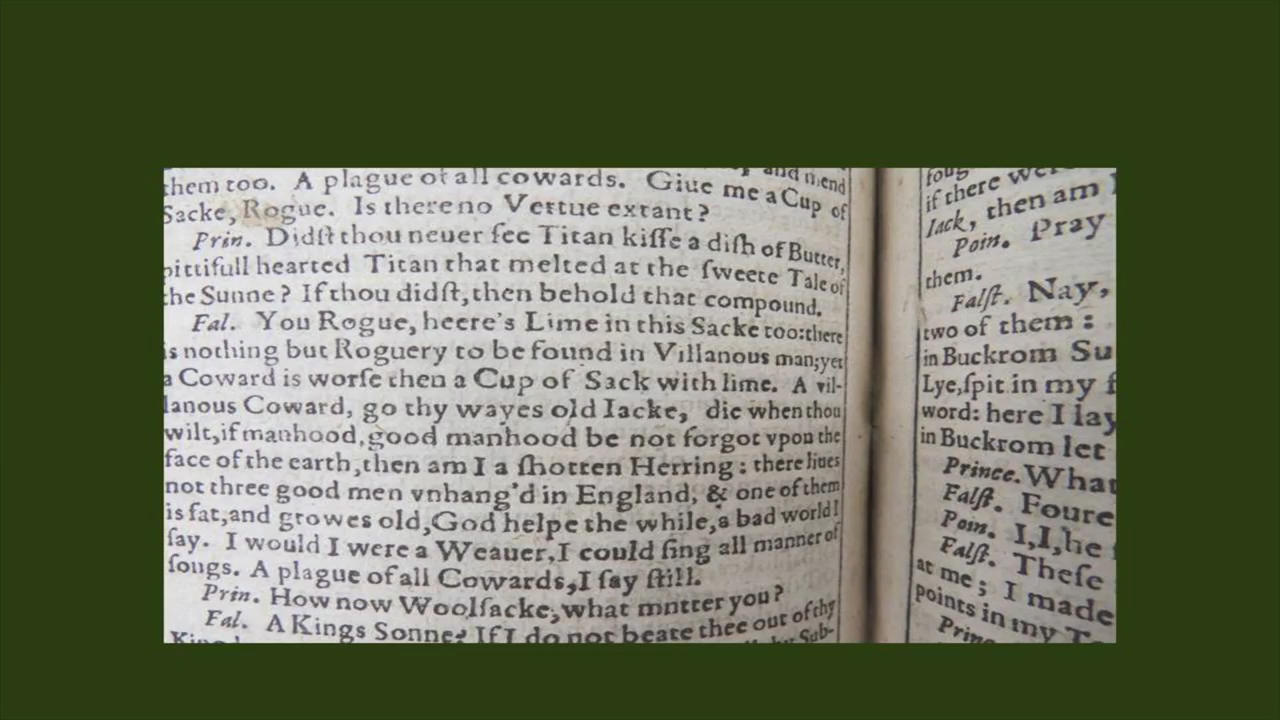 and mend
them too. A plague of all cowards. Giue me a Cup of
Sacke, Rogue. Is there no Vertue extant?
Prin. Didſt thou neuer ſee Titan kiſſe a diſh of Butter,
pittifull hearted Titan that melted at the ſweete Tale of
the Sunne? If thou didſt, then behold that compound.
Fal. You Rogue, heere's Lime in this Sacke too: there
is nothing but Roguery to be found in Villanous man; yet
a Coward is worſe then a Cup of Sack with lime. A vil-
lanous Coward, go thy wayes old Iacke, die when thou
wilt, if manhood, good manhood be not forgot vpon the
face of the earth, then am I a ſhotten Herring: there liues
not three good men vnhang'd in England, & one of them
is fat, and growes old, God helpe the while, a bad world I
ſay. I would I were a Weauer, I could ſing all manner of
ſongs. A plague of all Cowards, I ſay ſtill.
Prin. How now Woolſacke, what mntter you?
Fal. A Kings Sonne? If I do not beate thee out of thy
by Sub-
foug
if there wer
Iack, then am
Poin. Pray
them.
Falſt. Nay,
two of them:
in Buckrom Su
Lye, ſpit in my f
word: here I lay
in Buckrom let
Prince. What
Falſt. Foure
Poin. I, I, he
Falſt. Theſe
at me; I made
points in my T
Prince